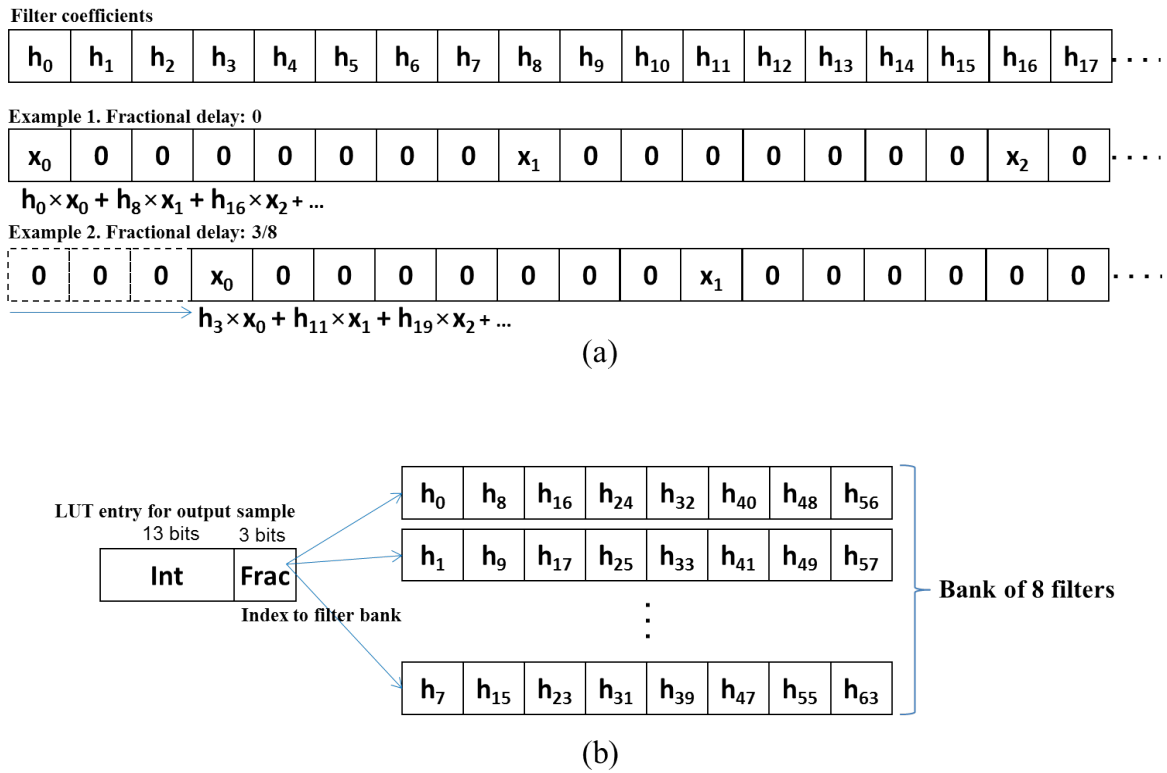 Filter coefficients
h₀ h₁ h₂ h₃ h₄ h₅ h₆ h₇ h₈ h₉ h₁₀ h₁₁ h₁₂ h₁₃ h₁₄ h₁₅ h₁₆ h₁₇ ....
Example 1. Fractional delay: 0
x₀ 0 0 0 0 0 0 0 x₁ 0 0 0 0 0 0 0 x₂ 0 ....
h₀×x₀ + h₈×x₁ + h₁₆×x₂+ ...
Example 2. Fractional delay: 3/8
0 0 0 x₀ 0 0 0 0 0 0 0 x₁ 0 0 0 0 0 0 ....
h₃×x₀ + h₁₁×x₁ + h₁₉×x₂ + ...
(a)
h₀ h₈ h₁₆ h₂₄ h₃₂ h₄₀ h₄₈ h₅₆
LUT entry for output sample
13 bits 3 bits
h₁ h₉ h₁₇ h₂₅ h₃₃ h₄₁ h₄₉ h₅₇
Int Frac
Bank of 8 filters
Index to filter bank
h₇ h₁₅ h₂₃ h₃₁ h₃₉ h₄₇ h₅₅ h₆₃
(b)